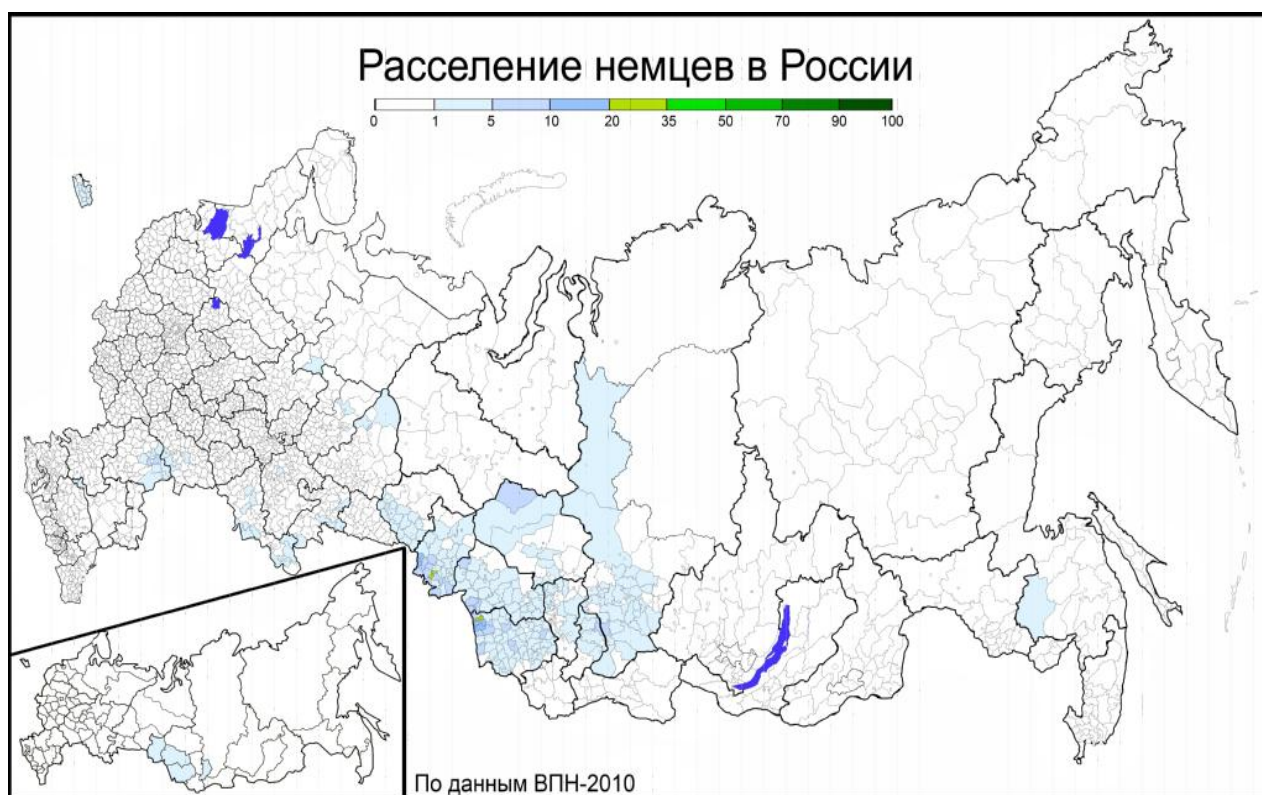 Расселение немцев в России
0 1 5 10 20 35 50 70 90 100
По данным ВПН-2010